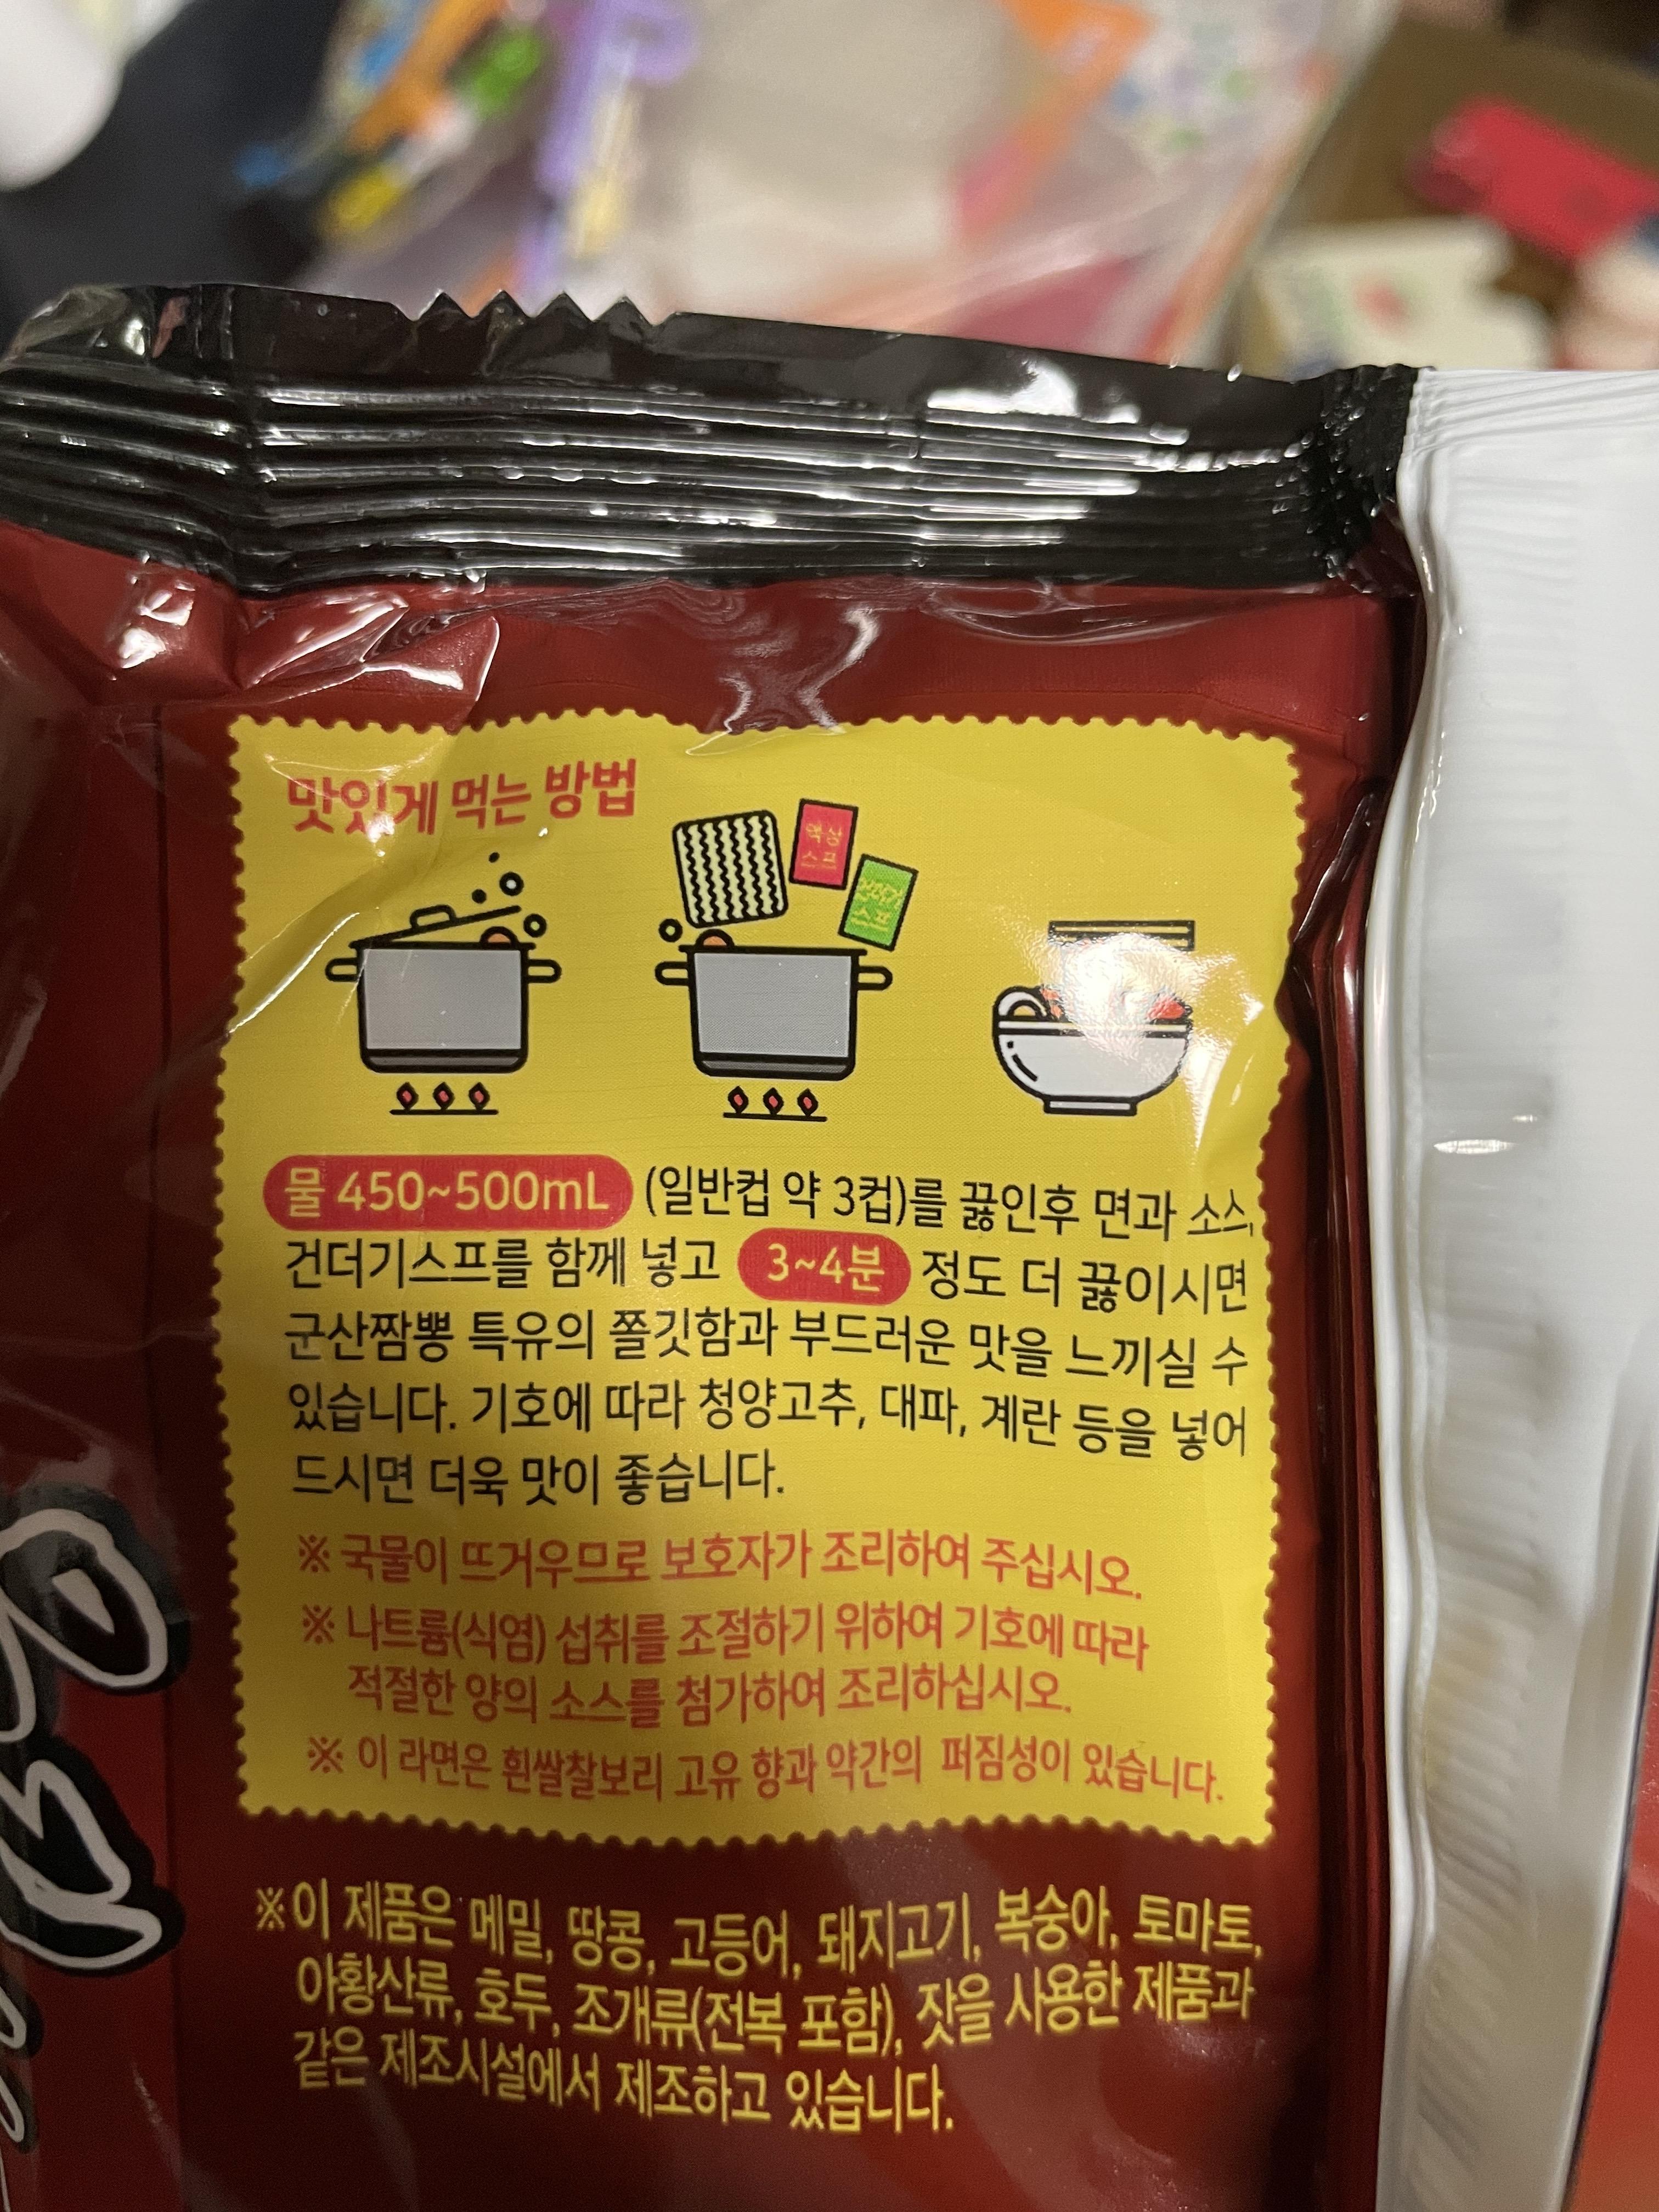 맛있게 먹는 방법
액상
스프
건더기
스프
물 450~500mL (일반컵 약 3컵)를 끓인후 면과 소스,
건더기스프를 함께 넣고 3~4분 정도 더 끓이시면
군산짬뽕 특유의 쫄깃함과 부드러운 맛을 느끼실 수
있습니다. 기호에 따라 청양고추, 대파, 계란 등을 넣어
드시면 더욱 맛이 좋습니다.
※ 국물이 뜨거우므로 보호자가 조리하여 주십시오.
※ 나트륨(식염) 섭취를 조절하기 위하여 기호에 따라
적절한 양의 소스를 첨가하여 조리하십시오.
※ 이 라면은 흰쌀찰보리 고유 향과 약간의 퍼짐성이 있습니다.
※이 제품은 메밀, 땅콩, 고등어, 돼지고기, 복숭아, 토마토,
아황산류, 호두, 조개류(전복 포함), 잣을 사용한 제품과
같은 제조시설에서 제조하고 있습니다.